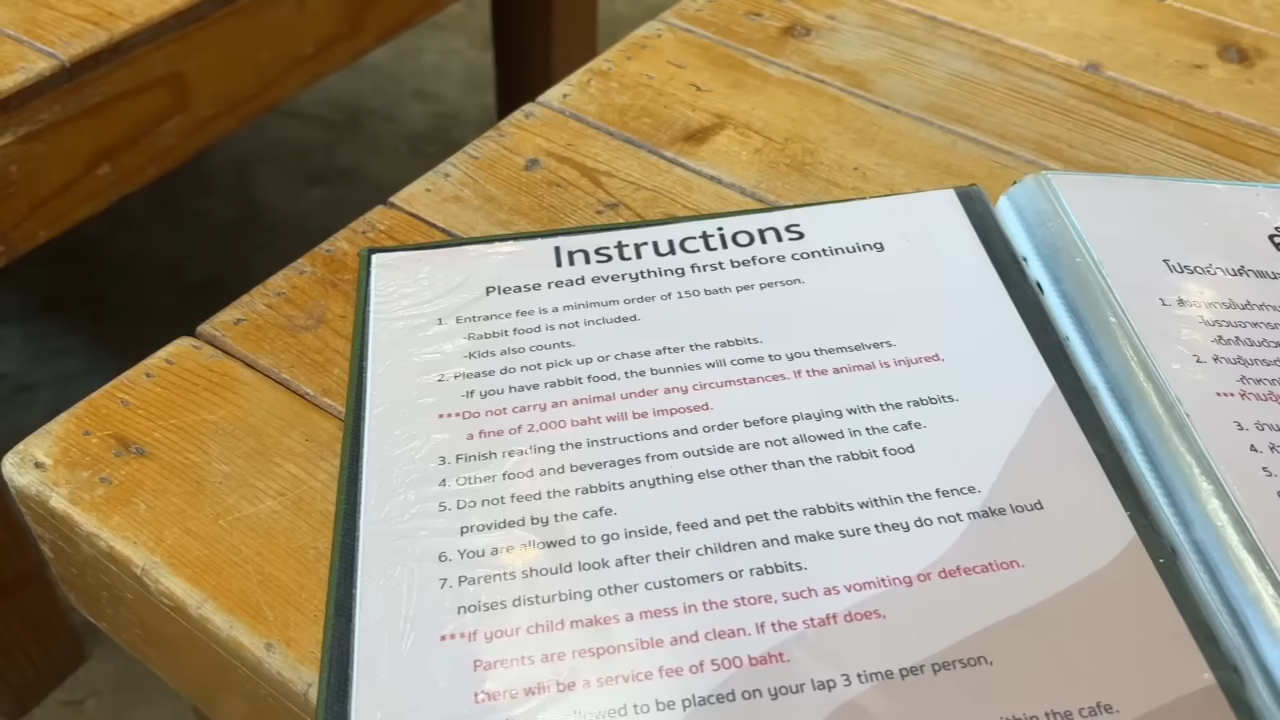 Instructions
Please read everything first before continuing
1. Entrance fee is a minimum order of 150 bath per person.
-Rabbit food is not included.
-Kids also counts.
2. Please do not pick up or chase after the rabbits.
-If you have rabbit food, the bunnies will come to you themselvers.
***Do not carry an animal under any circumstances. If the animal is injured,
a fine of 2,000 baht will be imposed.
3. Finish reading the instructions and order before playing with the rabbits.
4. Other food and beverages from outside are not allowed in the cafe.
5. Do not feed the rabbits anything else other than the rabbit food
provided by the cafe.
6. You are allowed to go inside, feed and pet the rabbits within the fence.
7. Parents should look after their children and make sure they do not make loud
noises disturbing other customers or rabbits.
***If your child makes a mess in the store, such as vomiting or defecation.
Parents are responsible and clean. If the staff does,
there will be a service fee of 500 baht.
to be placed on your lap 3 time per person,
the cafe.
โปรดอ่านคำแนะ
1.
2.
***
3. อ่าน
4.
5.